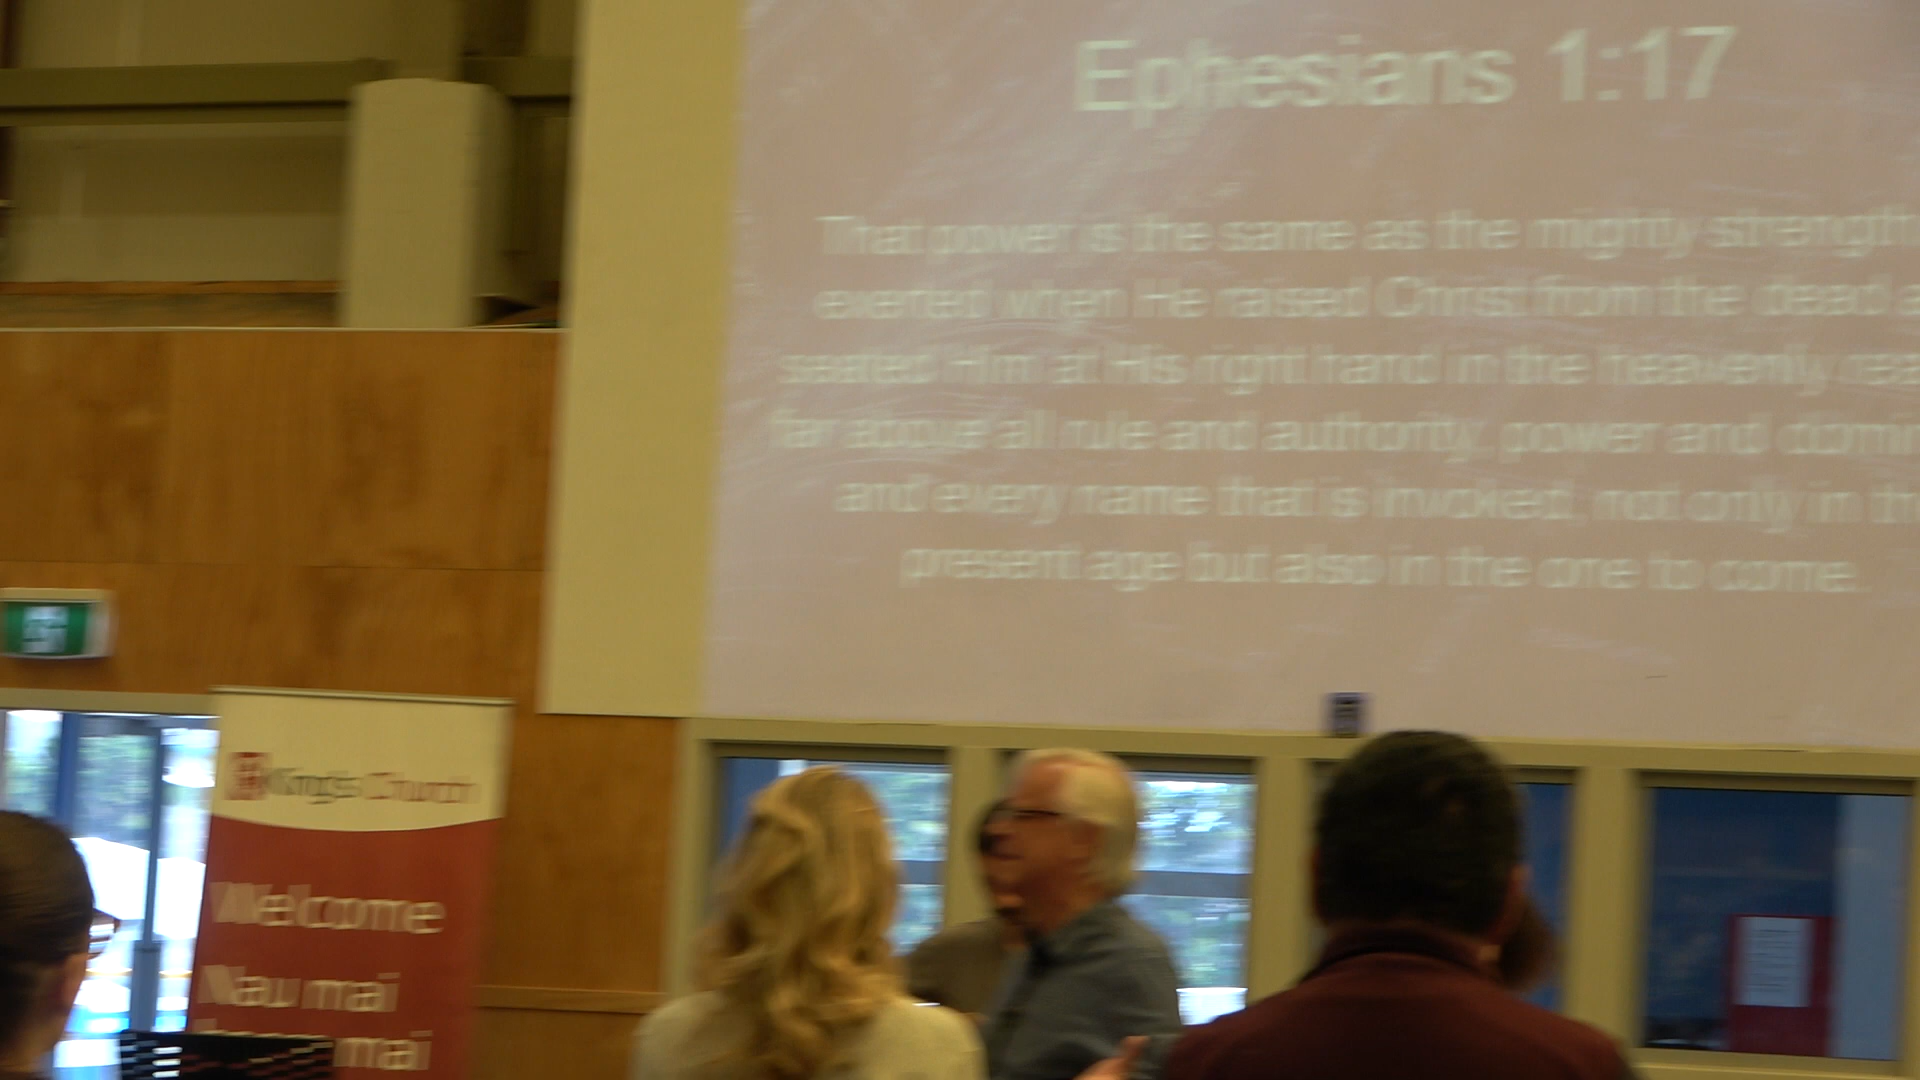 Ephesians 1:17
That power is the same as the mighty strength
exerted when He raised Christ from the dead
seated Him at His right hand in the heavenly
far above all rule and authority, power and
and every name that is invoked, not only in
present age but also in the one to come.
King's Church
Welcome
Nau mai
mai